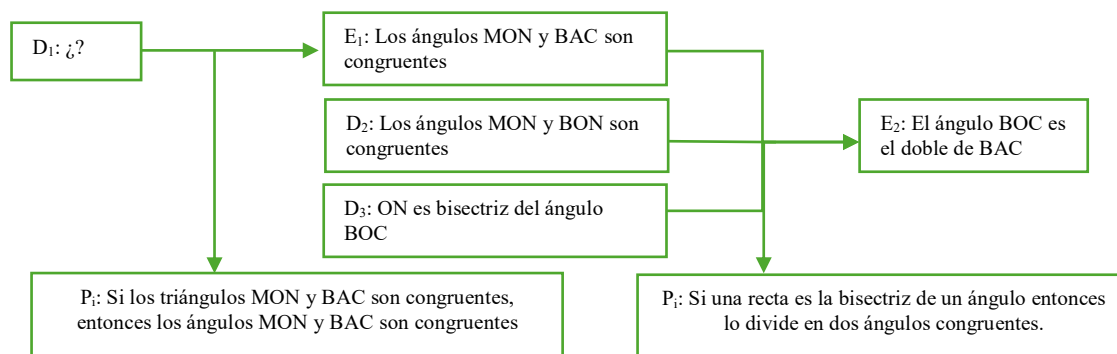 D₁: ¿?
E₁: Los ángulos MON y BAC son
congruentes
D₂: Los ángulos MON y BON son
congruentes
D₃: ON es bisectriz del ángulo
BOC
E₂: El ángulo BOC es
el doble de BAC
Pᵢ: Si los triángulos MON y BAC son congruentes,
entonces los ángulos MON y BAC son congruentes
Pᵢ: Si una recta es la bisectriz de un ángulo entonces
lo divide en dos ángulos congruentes.